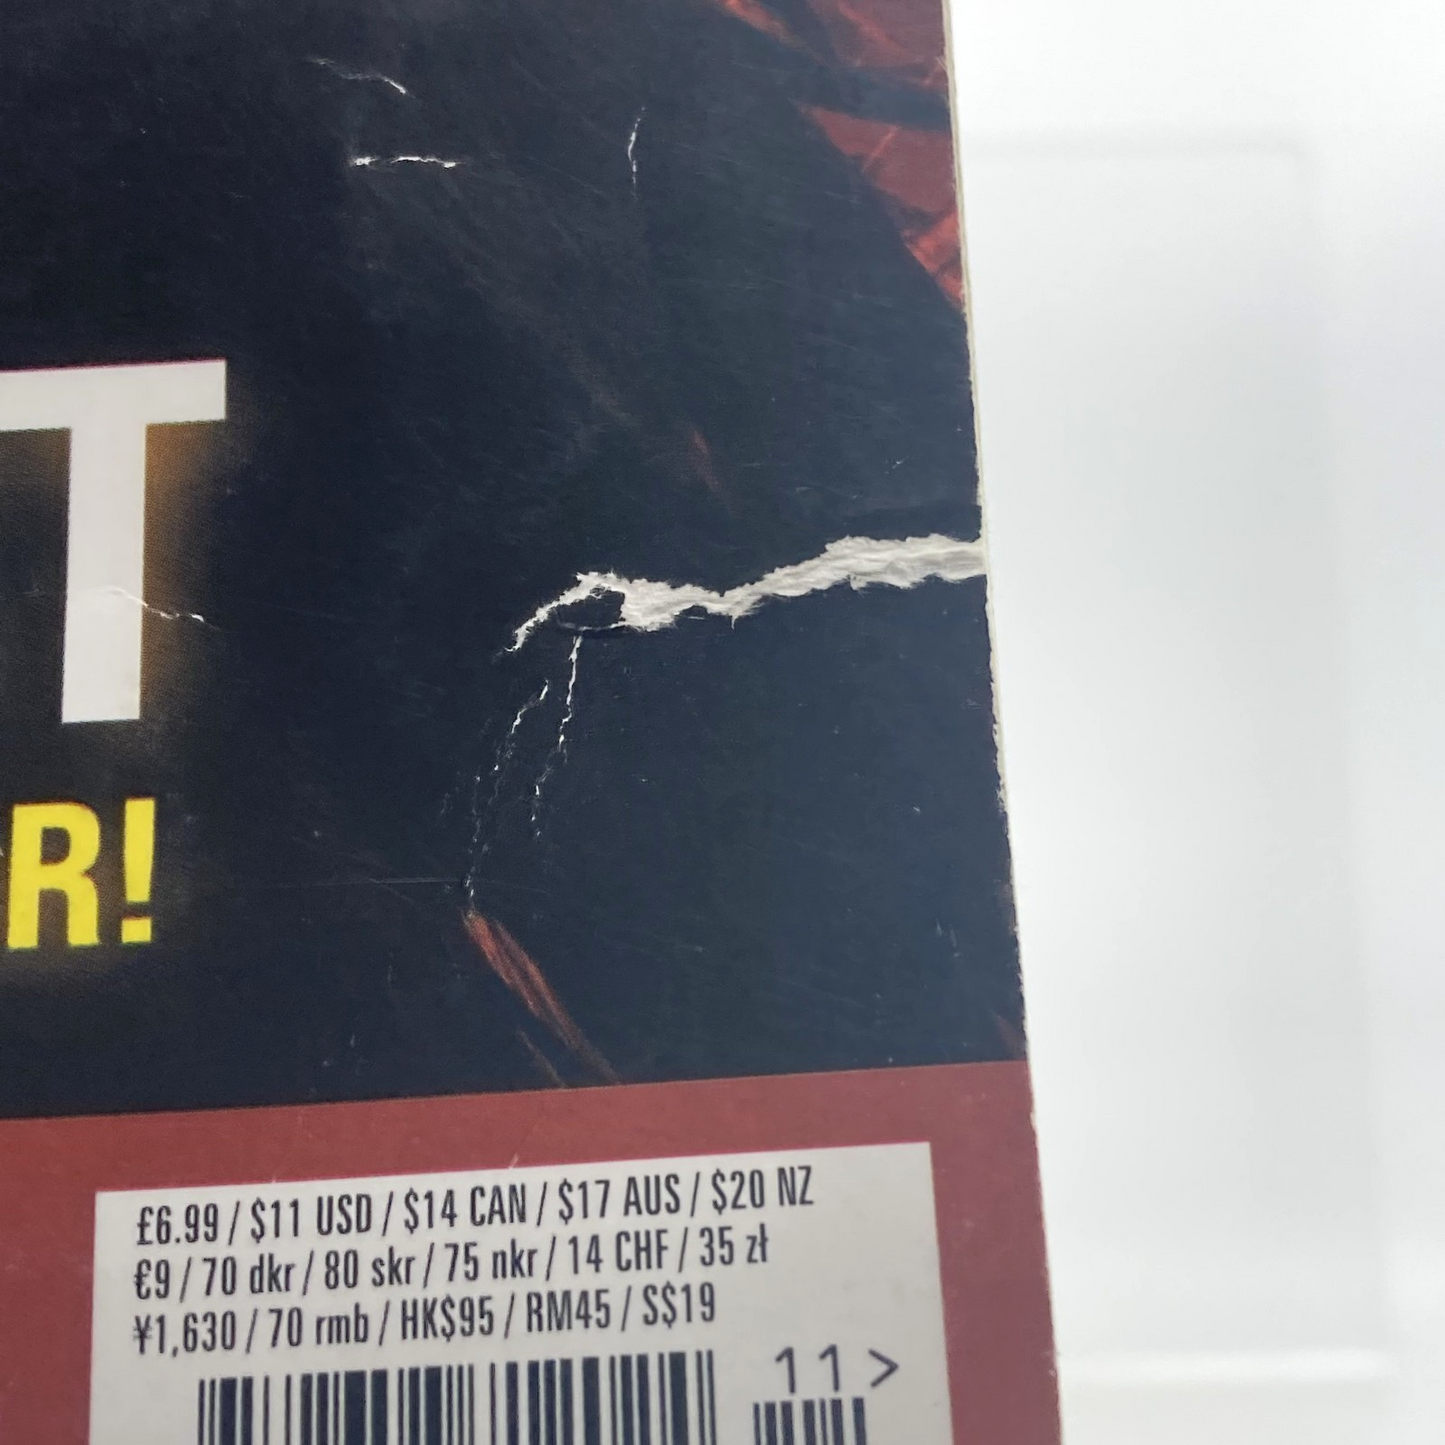 T
R!
£6.99 / $11 USD / $14 CAN / $17 AUS / $20 NZ
€9 / 70 dkr / 80 skr / 75 nkr / 14 CHF / 35 zł
¥1,630 / 70 rmb / HK$95 / RM45 / S$19
11>